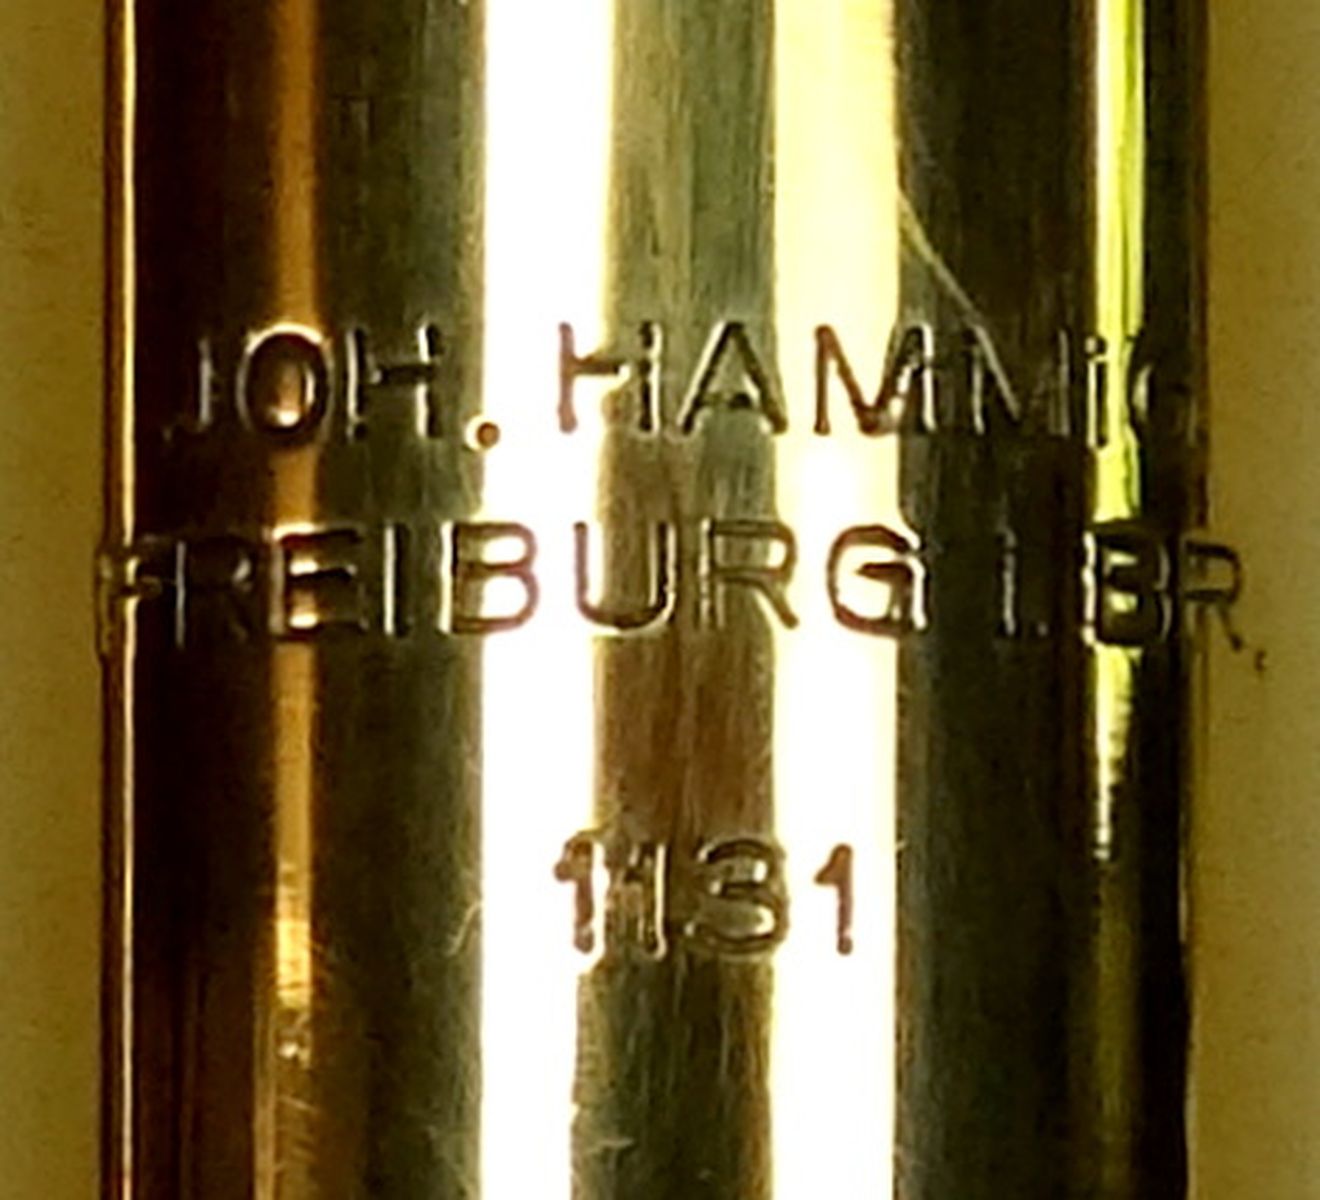 JOH. HAMMiG
FREIBURG I.BR.
1131